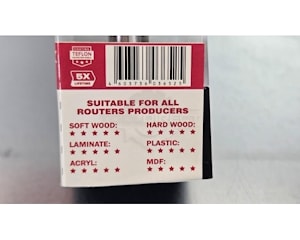 TEFLON
5X
SUITABLE FOR ALL
ROUTERS PRODUCERS
SOFT WOOD: HARD WOOD:
LAMINATE: PLASTIC:
ACRYL: MDF: